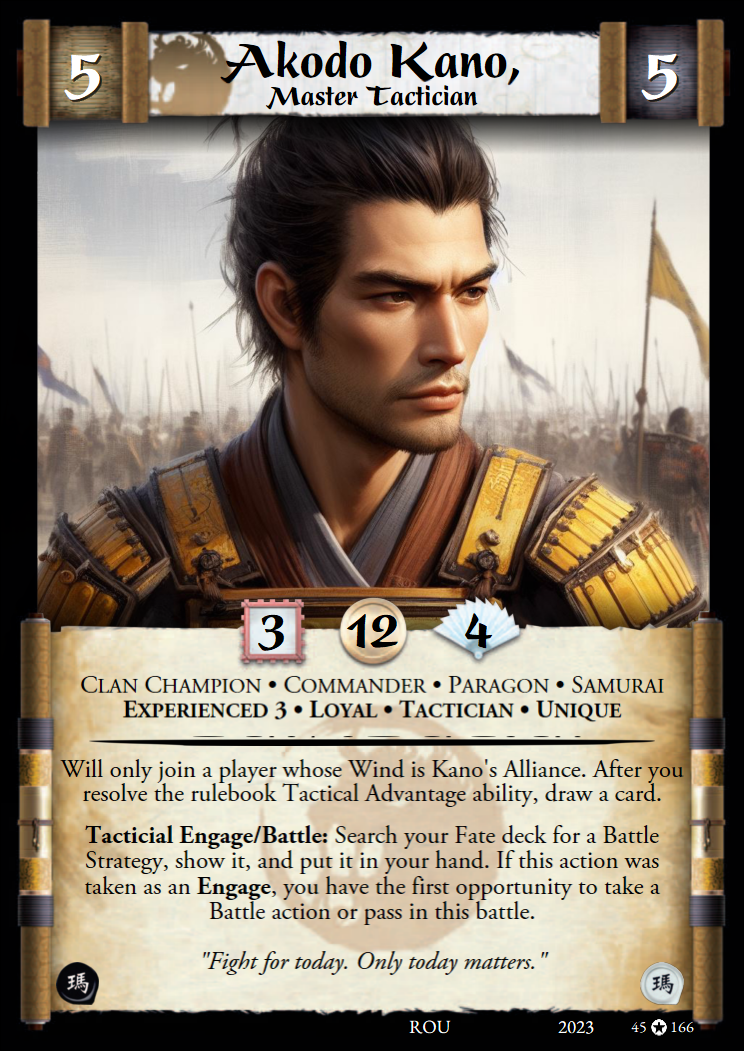 5
Akodo Kano,
5
Master Tactician
3
12
4
CLAN CHAMPION • COMMANDER • PARAGON • SAMURAI
EXPERIENCED 3 • LOYAL • TACTICIAN • UNIQUE
Will only join a player whose Wind is Kano's Alliance. After you
resolve the rulebook Tactical Advantage ability, draw a card.
Tacticial Engage/Battle: Search your Fate deck for a Battle
Strategy, show it, and put it in your hand. If this action was
taken as an Engage, you have the first opportunity to take a
Battle action or pass in this battle.
"Fight for today. Only today matters."
瑪
瑪
ROU
2023
45 ✪ 166